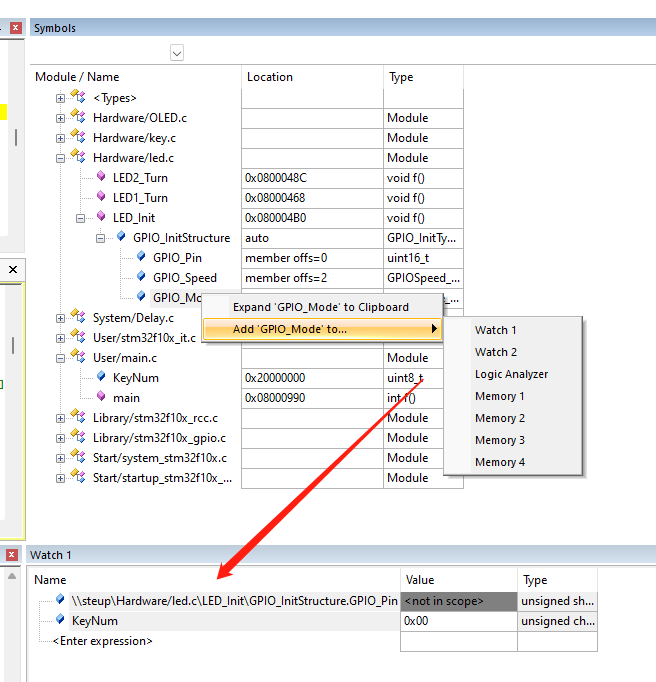 Symbols
Module / Name Location Type
<Types>
Hardware/OLED.c Module
Hardware/key.c Module
Hardware/led.c Module
LED2_Turn 0x0800048C void f()
LED1_Turn 0x08000468 void f()
LED_Init 0x080004B0 void f()
GPIO_InitStructure auto GPIO_InitTy...
GPIO_Pin member offs=0 uint16_t
GPIO_Speed member offs=2 GPIOSpeed_...
GPIO_Mo
Expand 'GPIO_Mode' to Clipboard
System/Delay.c
Add 'GPIO_Mode' to...
Watch 1
User/stm32f10x_it.c Module
Watch 2
User/main.c Module
Logic Analyzer
KeyNum 0x20000000 uint8_t
Memory 1
main 0x08000990 int f()
Memory 2
Library/stm32f10x_rcc.c Module
Library/stm32f10x_gpio.c Module
Memory 3
Start/system_stm32f10x.c Module
Memory 4
Start/startup_stm32f10x_... Module
Watch 1
Name Value Type
\\steup\Hardware/led.c\LED_Init\GPIO_InitStructure.GPIO_Pin <not in scope> unsigned sh...
KeyNum 0x00 unsigned ch...
<Enter expression>